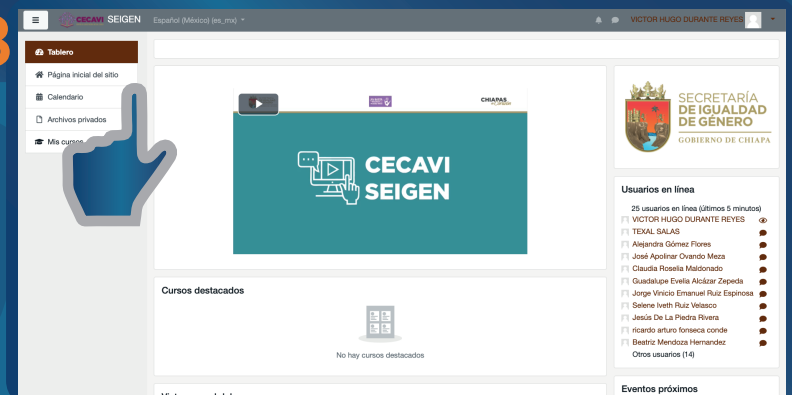 CECAVI SEIGEN Español (México) (es_mx) VICTOR HUGO DURANTE REYES
Tablero
Página inicial del sitio
Calendario
Archivos privados
Mis cursos
CHIAPAS
CECAVI
SEIGEN
Cursos destacados
No hay cursos destacados
SECRETARÍA
DE IGUALDAD
DE GÉNERO
GOBIERNO DE CHIAPA
Usuarios en línea
25 usuarios en línea (últimos 5 minutos)
VICTOR HUGO DURANTE REYES
TEXAL SALAS
Alejandra Gómez Flores
José Apolinar Ovando Meza
Claudia Roselia Maldonado
Guadalupe Evelia Alcázar Zepeda
Jorge Vinicio Emanuel Ruiz Espinosa
Selene Iveth Ruiz Velasco
Jesús De La Piedra Rivera
ricardo arturo fonseca conde
Beatriz Mendoza Hernandez
Otros usuarios (14)
Eventos próximos